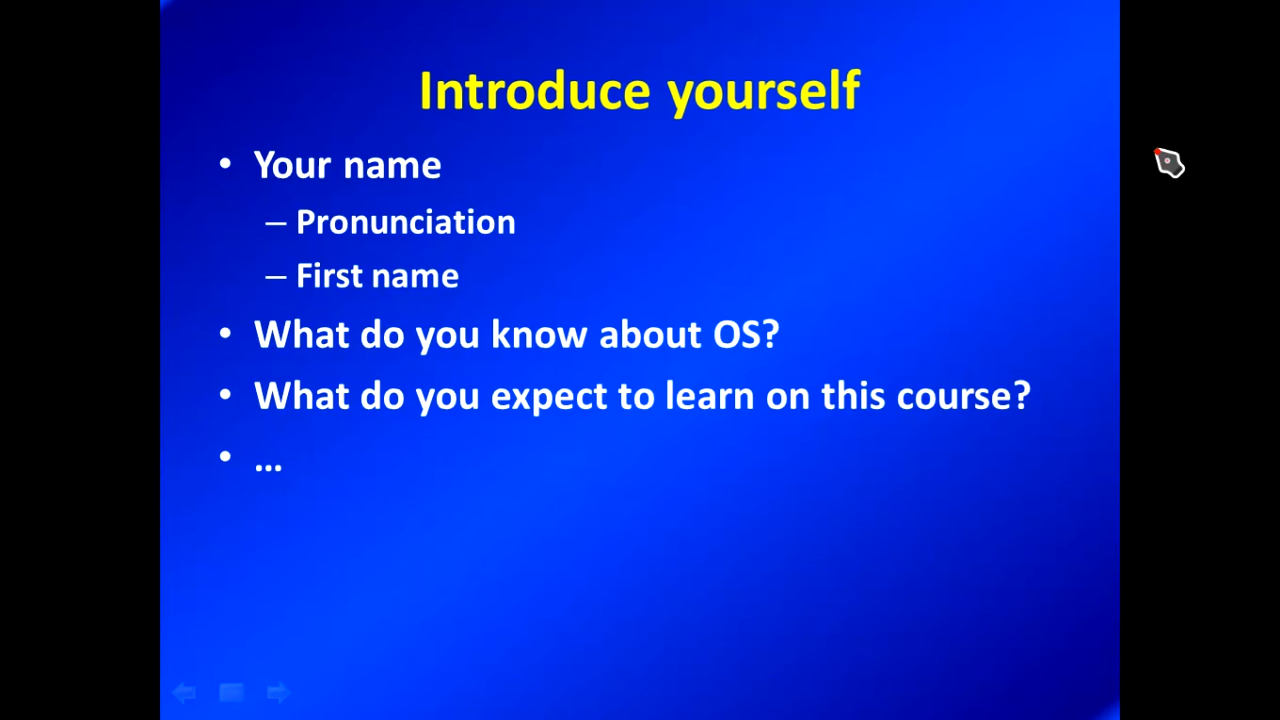 Introduce yourself
• Your name
– Pronunciation
– First name
• What do you know about OS?
• What do you expect to learn on this course?
• ...